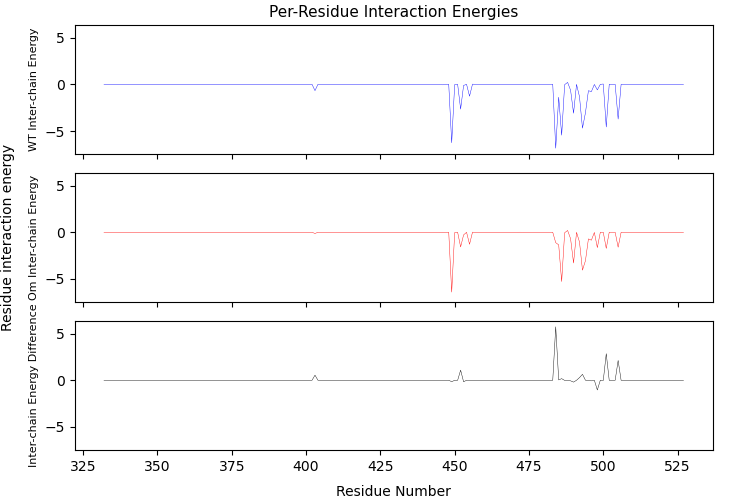 Per-Residue Interaction Energies
Residue interaction energy
WT Inter-chain Energy
5
0
−5
Om Inter-chain Energy
5
0
−5
Inter-chain Energy Difference
5
0
−5
325 350 375 400 425 450 475 500 525
Residue Number